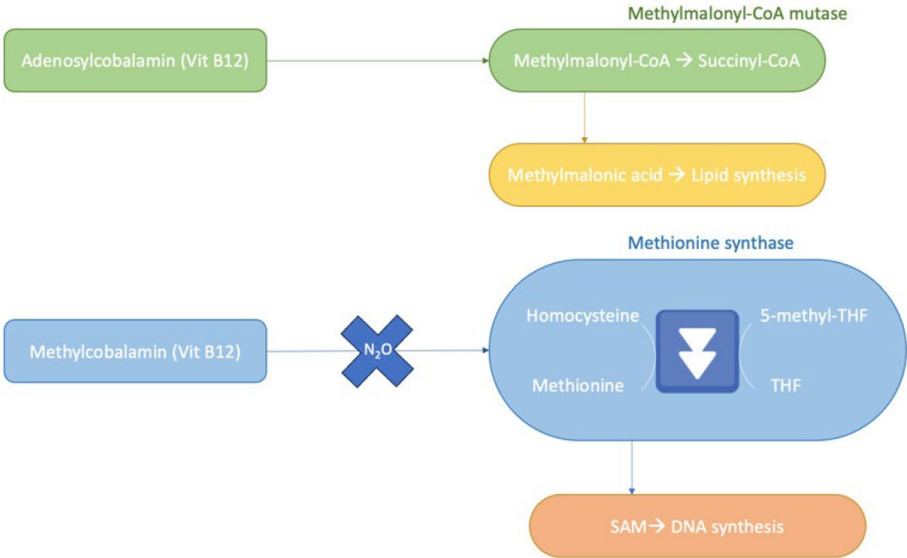 Methylmalonyl-CoA mutase
Adenosylcobalamin (Vit B12)
Methylmalonyl-CoA → Succinyl-CoA
Methylmalonic acid → Lipid synthesis
Methionine synthase
Homocysteine
5-methyl-THF
Methylcobalamin (Vit B12)
N₂O
Methionine
THF
SAM→ DNA synthesis